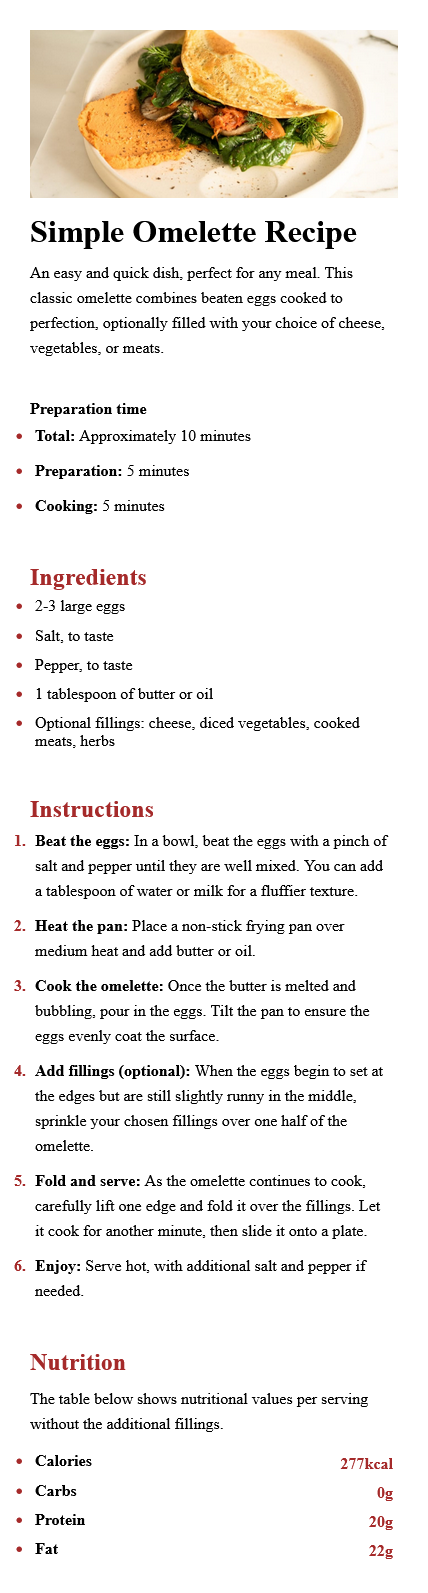 Simple Omelette Recipe
An easy and quick dish, perfect for any meal. This
classic omelette combines beaten eggs cooked to
perfection, optionally filled with your choice of cheese,
vegetables, or meats.
Preparation time
• Total: Approximately 10 minutes
• Preparation: 5 minutes
• Cooking: 5 minutes
Ingredients
• 2-3 large eggs
• Salt, to taste
• Pepper, to taste
• 1 tablespoon of butter or oil
• Optional fillings: cheese, diced vegetables, cooked
meats, herbs
Instructions
1. Beat the eggs: In a bowl, beat the eggs with a pinch of
salt and pepper until they are well mixed. You can add
a tablespoon of water or milk for a fluffier texture.
2. Heat the pan: Place a non-stick frying pan over
medium heat and add butter or oil.
3. Cook the omelette: Once the butter is melted and
bubbling, pour in the eggs. Tilt the pan to ensure the
eggs evenly coat the surface.
4. Add fillings (optional): When the eggs begin to set at
the edges but are still slightly runny in the middle,
sprinkle your chosen fillings over one half of the
omelette.
5. Fold and serve: As the omelette continues to cook,
carefully lift one edge and fold it over the fillings. Let
it cook for another minute, then slide it onto a plate.
6. Enjoy: Serve hot, with additional salt and pepper if
needed.
Nutrition
The table below shows nutritional values per serving
without the additional fillings.
• Calories 277kcal
• Carbs 0g
• Protein 20g
• Fat 22g